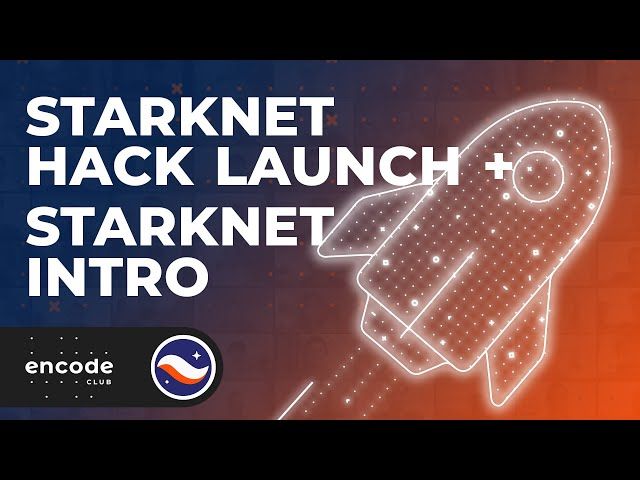 STARKNET
HACK LAUNCH +
STARKNET
INTRO
encode
CLUB